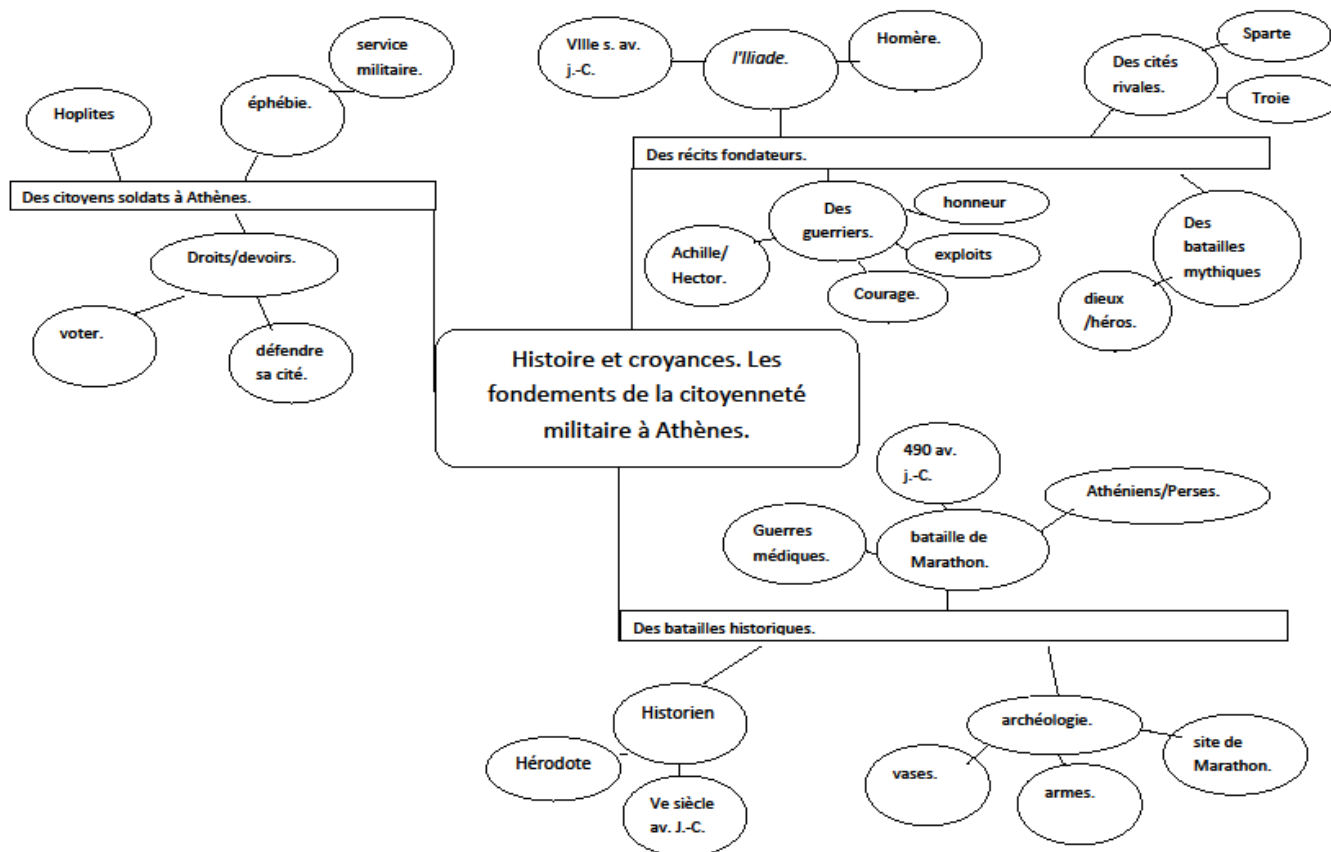 service
militaire.
Hoplites
éphébie.
Des citoyens soldats à Athènes.
Droits/devoirs.
voter.
défendre
sa cité.
VIIIe s. av.
j.-C.
l'Iliade.
Homère.
Des cités
rivales.
Sparte
Troie
Des récits fondateurs.
Des
guerriers.
honneur
exploits
Courage.
Achille/
Hector.
Des
batailles
mythiques
dieux
/héros.
Histoire et croyances. Les
fondements de la citoyenneté
militaire à Athènes.
490 av.
j.-C.
Athéniens/Perses.
Guerres
médiques.
bataille de
Marathon.
Des batailles historiques.
Historien
Hérodote
Ve siècle
av. J.-C.
archéologie.
vases.
armes.
site de
Marathon.